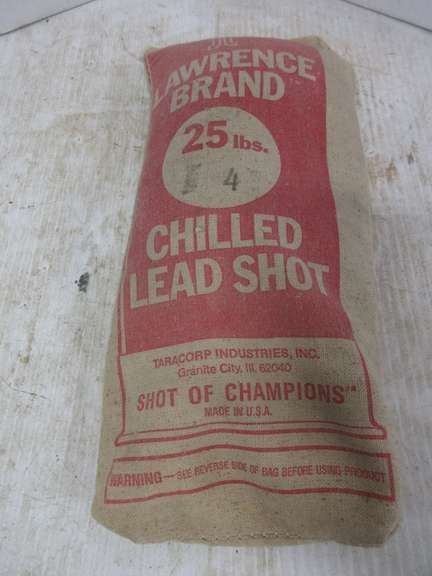 LAWRENCE
BRAND
25 lbs.
4
CHILLED
LEAD SHOT
TARACORP INDUSTRIES, INC.
Granite City, Ill. 62040
SHOT OF CHAMPIONS™
MADE IN U.S.A.
WARNING—SEE REVERSE SIDE OF BAG BEFORE USING PRODUCT